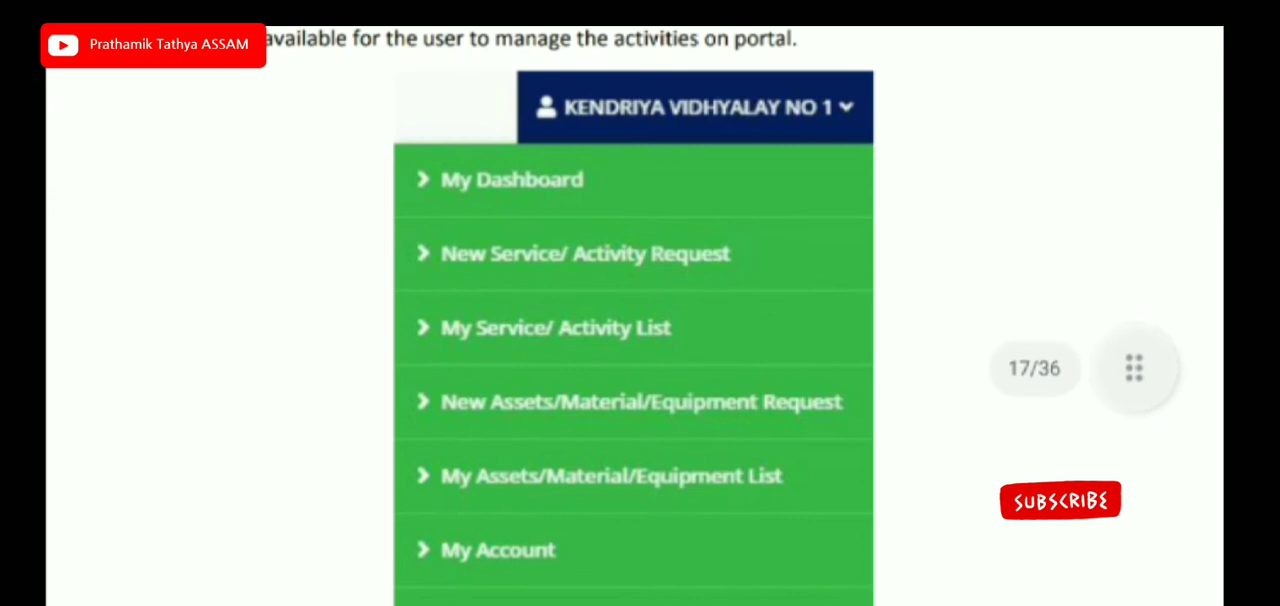 Prathamik Tathya ASSAM
available for the user to manage the activities on portal.
KENDRIYA VIDHYALAY NO 1
My Dashboard
New Service/ Activity Request
My Service/ Activity List
New Assets/Material/Equipment Request
My Assets/Material/Equipment List
My Account
17/36
SUBSCRIBE